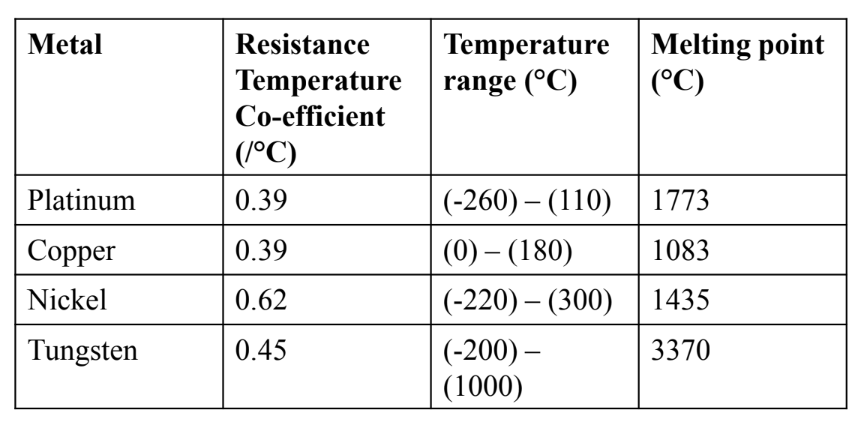 Metal
Resistance
Temperature
Co-efficient
(/°C)
Temperature
range (°C)
Melting point
(°C)
Platinum
0.39
(-260) – (110)
1773
Copper
0.39
(0) – (180)
1083
Nickel
0.62
(-220) – (300)
1435
Tungsten
0.45
(-200) –
(1000)
3370